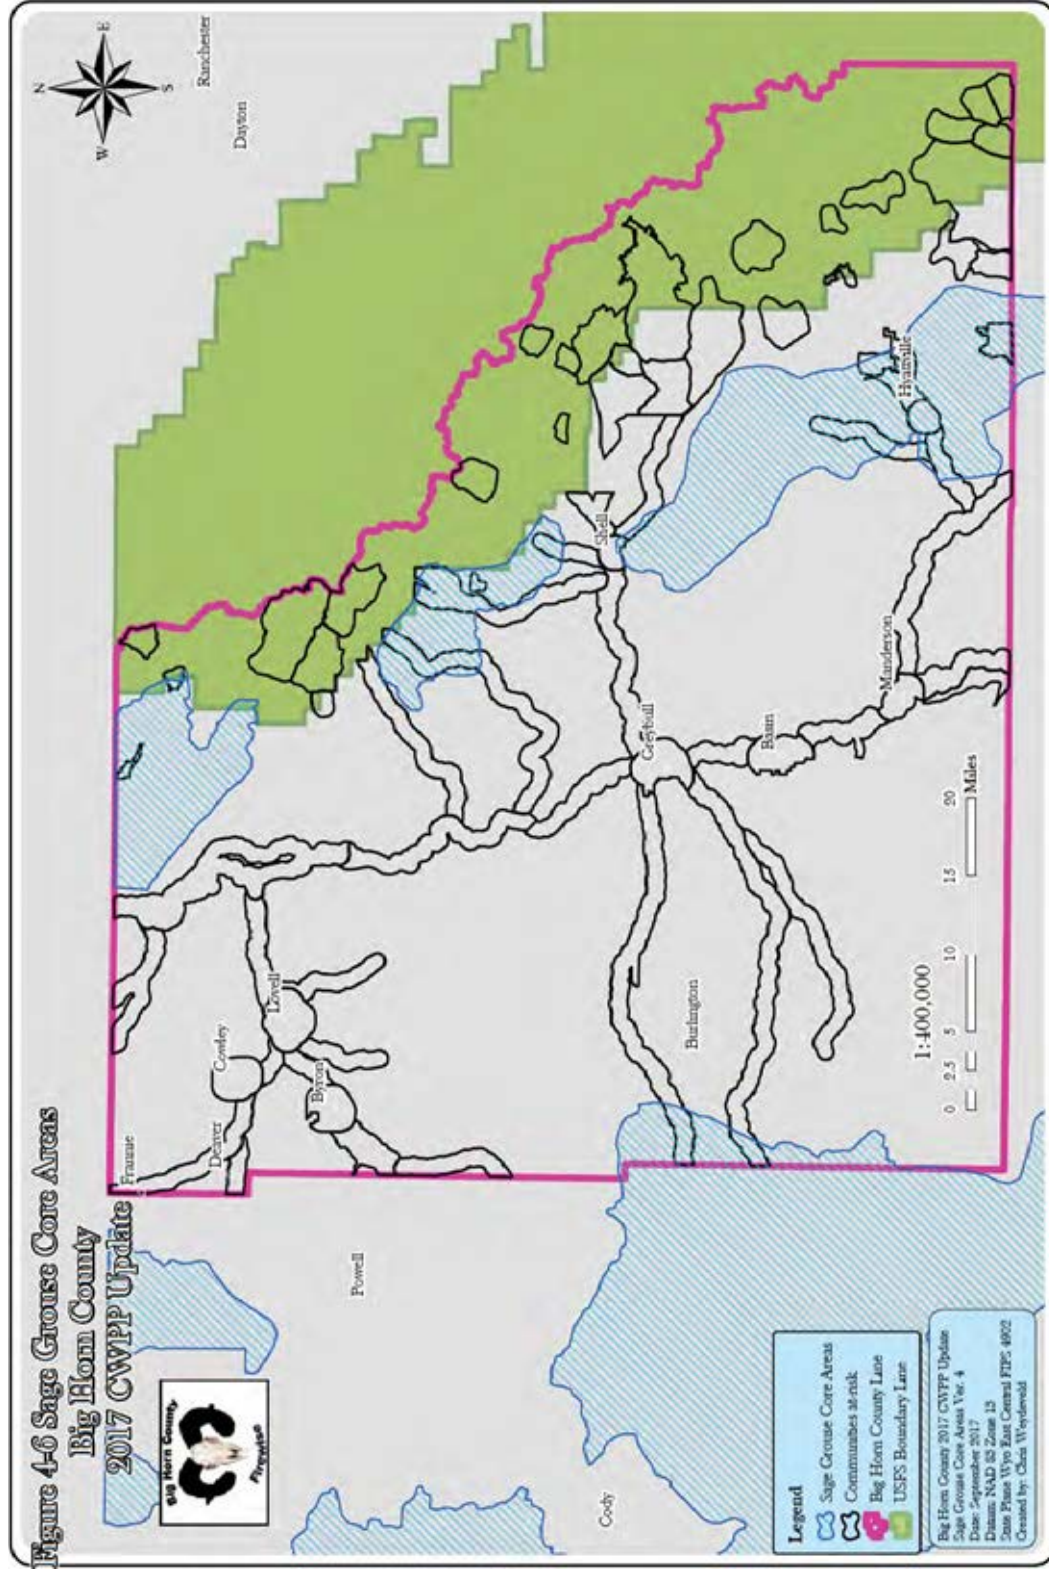 Figure 4-6 Sage Grouse Core Areas
Big Horn County
2017 CWPP Update
N
E
S
W
Ranchester
Dayton
Big Horn County
Firewise
Frannie
Deaver
Cowley
Lovell
Byron
Powell
Cody
Shell
Greybull
Burlington
Basin
Manderson
Hyattville
1:400,000
0 2.5 5 10 15 20
Miles
Legend
Sage Grouse Core Areas
Communities at-risk
Big Horn County Line
USFS Boundary Line
Big Horn County 2017 CWPP Update
Sage Grouse Core Areas Ver. 4
Date: September 2017
Datum: NAD 83 Zone 13
State Plane Wyo East Central FIPS 4902
Created by: Chris Weydeveld